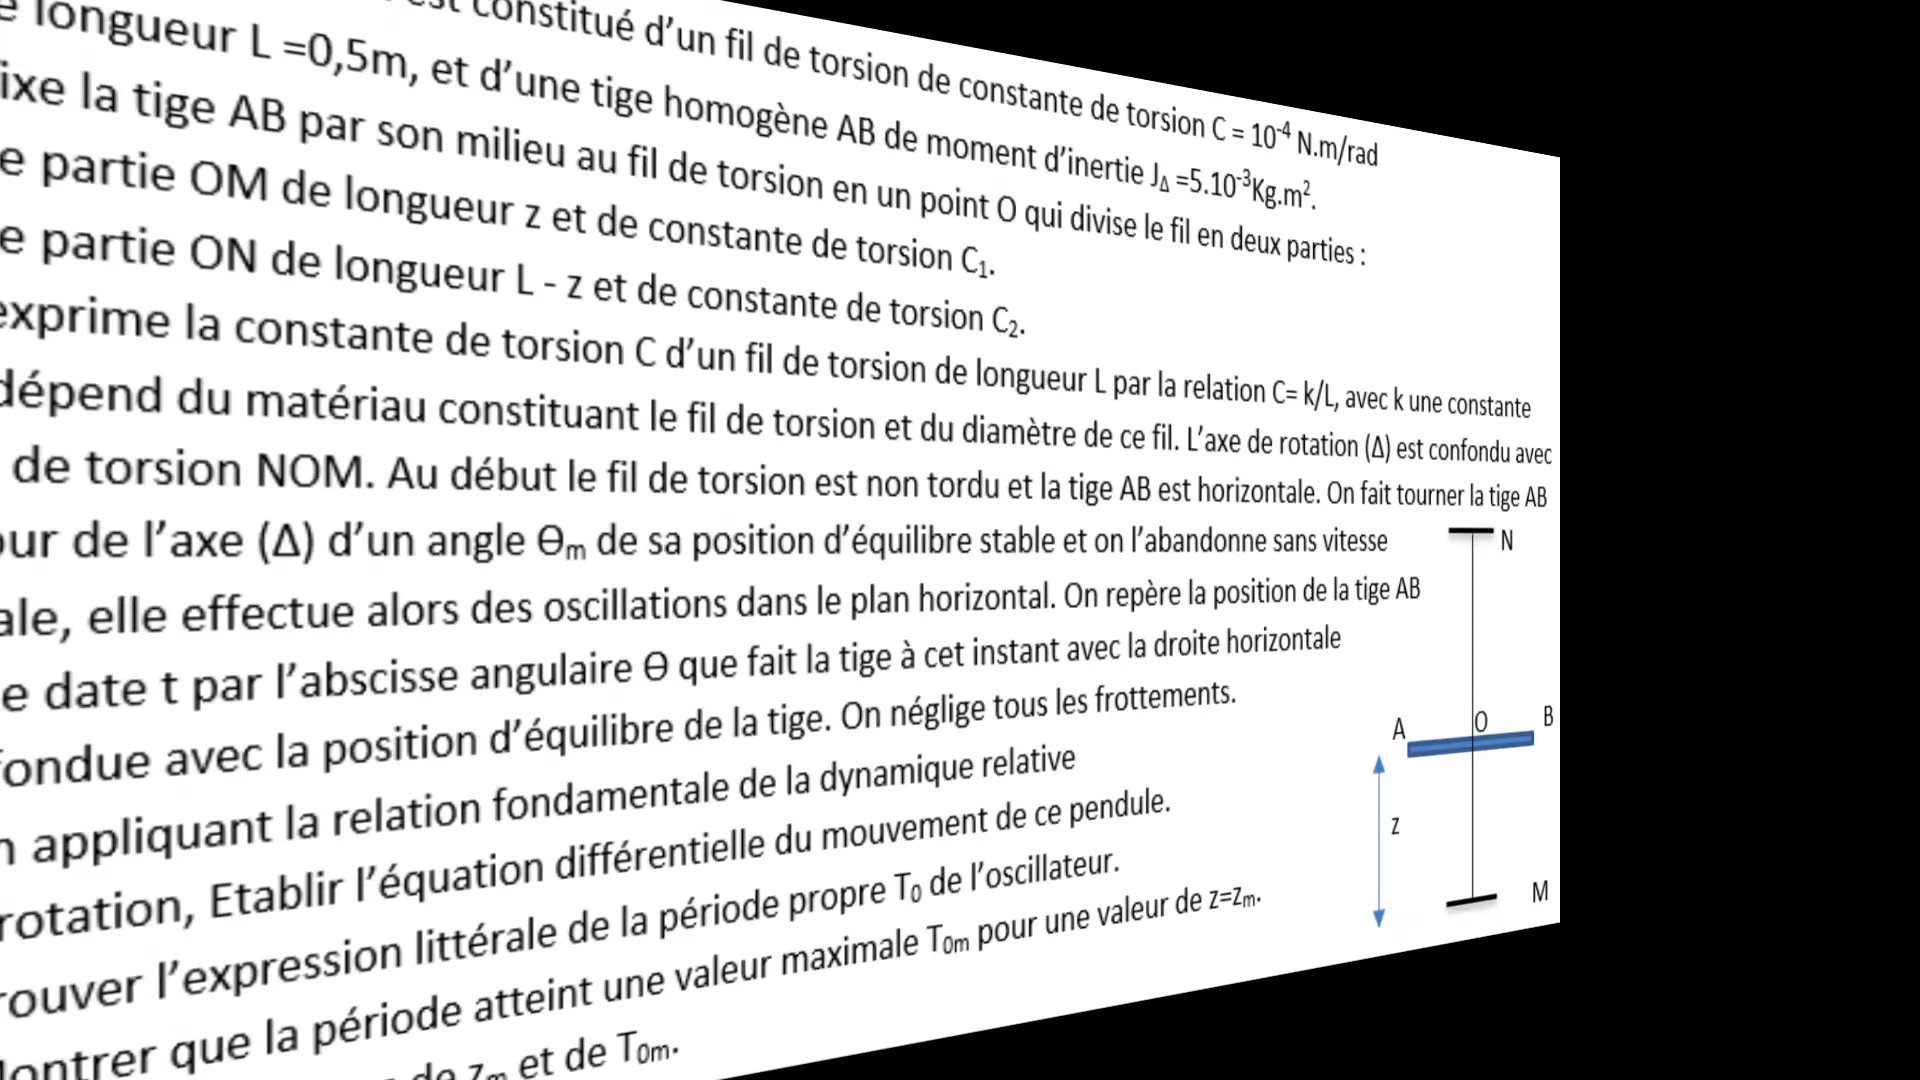 constitué d'un fil de torsion de constante de torsion C = 10⁻⁴ N.m/rad
longueur L =0,5m, et d'une tige homogène AB de moment d'inertie J_Δ =5.10⁻³Kg.m².
ixe la tige AB par son milieu au fil de torsion en un point O qui divise le fil en deux parties :
e partie OM de longueur z et de constante de torsion C₁.
e partie ON de longueur L - z et de constante de torsion C₂.
exprime la constante de torsion C d'un fil de torsion de longueur L par la relation C= k/L, avec k une constante
dépend du matériau constituant le fil de torsion et du diamètre de ce fil. L'axe de rotation (Δ) est confondu avec
de torsion NOM. Au début le fil de torsion est non tordu et la tige AB est horizontale. On fait tourner la tige AB
our de l'axe (Δ) d'un angle Ɵₘ de sa position d'équilibre stable et on l'abandonne sans vitesse
ale, elle effectue alors des oscillations dans le plan horizontal. On repère la position de la tige AB
e date t par l'abscisse angulaire Ɵ que fait la tige à cet instant avec la droite horizontale
fondue avec la position d'équilibre de la tige. On néglige tous les frottements.
n appliquant la relation fondamentale de la dynamique relative
rotation, Etablir l'équation différentielle du mouvement de ce pendule.
rouver l'expression littérale de la période propre T₀ de l'oscillateur.
ontrer que la période atteint une valeur maximale T₀ₘ pour une valeur de z=zₘ.
de zₘ et de T₀ₘ.
N
A O B
z
M